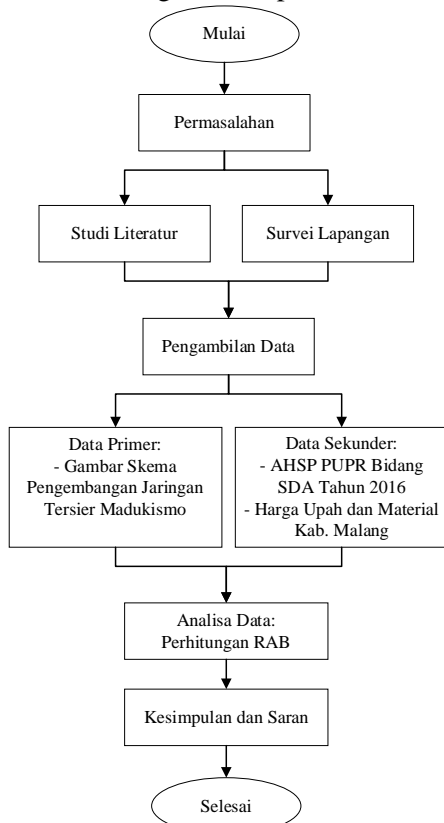 Mulai
Permasalahan
Studi Literatur
Survei Lapangan
Pengambilan Data
Data Primer:
- Gambar Skema
Pengembangan Jaringan
Tersier Madukismo
Data Sekunder:
- AHSP PUPR Bidang
SDA Tahun 2016
- Harga Upah dan Material
Kab. Malang
Analisa Data:
Perhitungan RAB
Kesimpulan dan Saran
Selesai